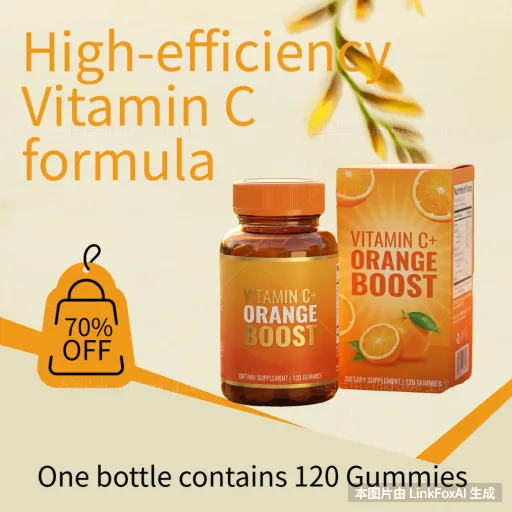 High-efficiency
Vitamin C
formula
VITAMIN C+
ORANGE
BOOST
DIETARY SUPPLEMENT | 120 GUMMIES
VITAMIN C+
ORANGE
BOOST
DIETARY SUPPLEMENT | 120 GUMMIES
70%
OFF
One bottle contains 120 Gummies
本图片由 LinkFoxAI 生成